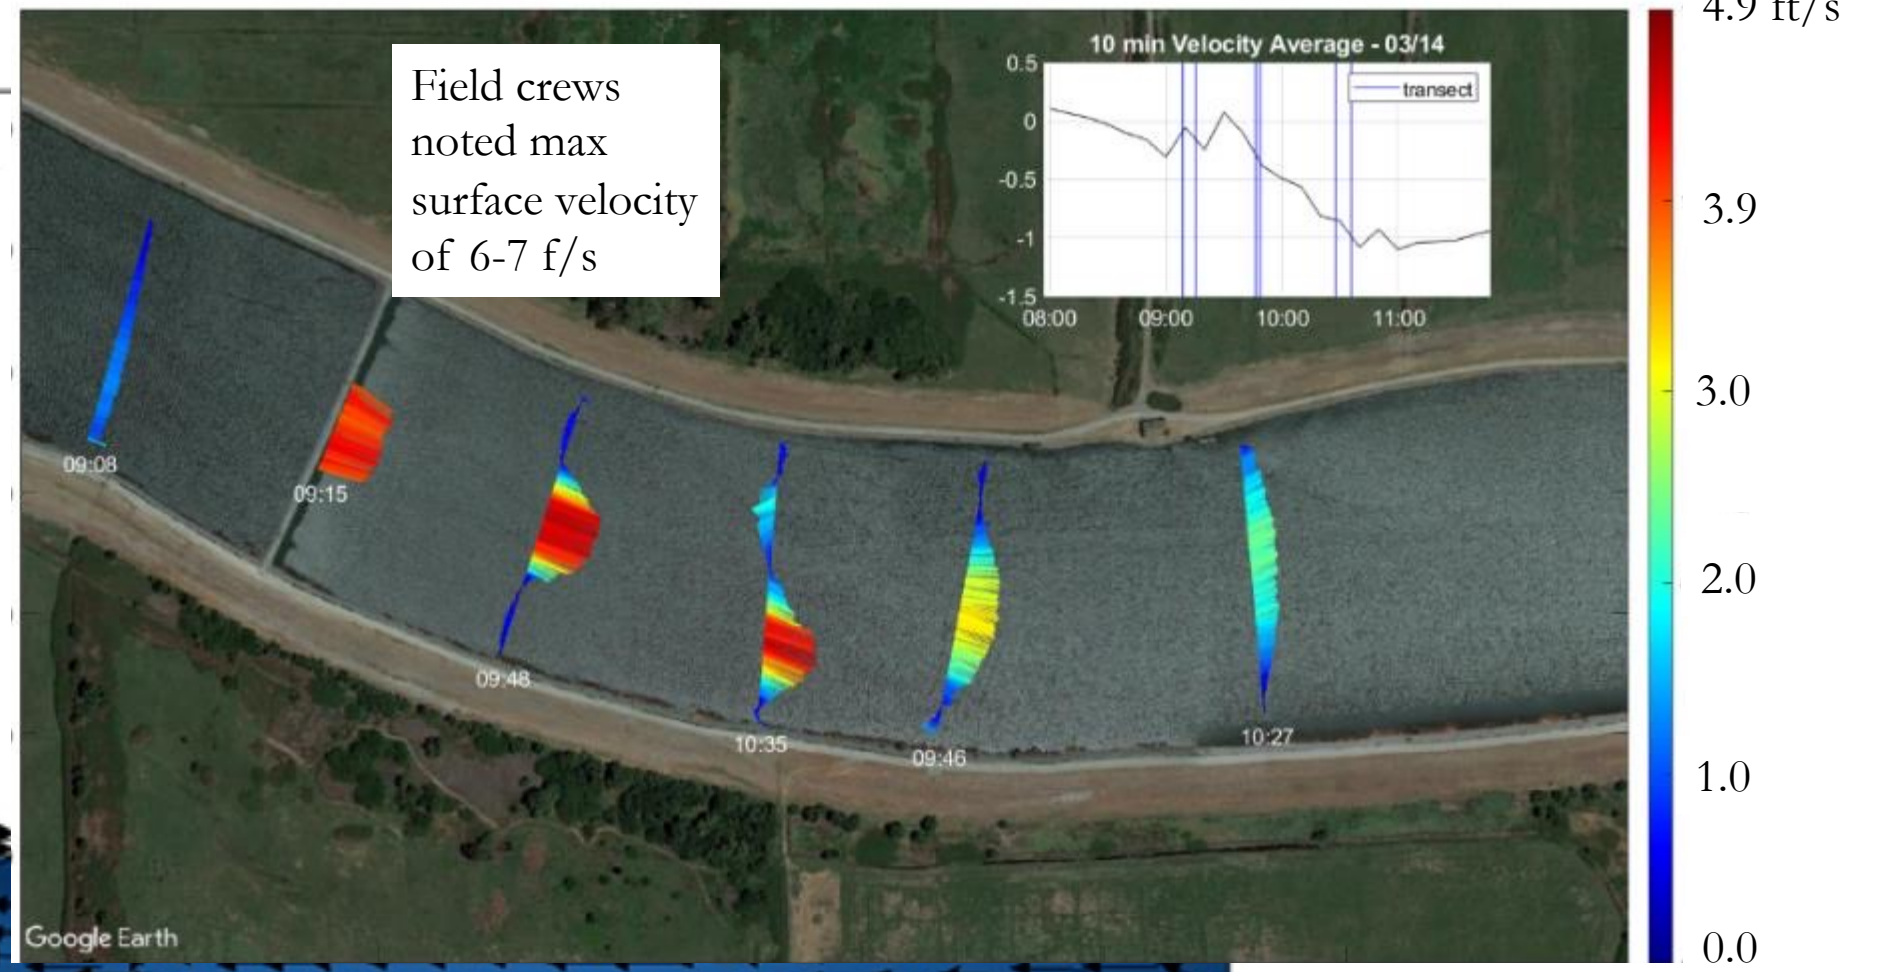 4.9 ft/s
Field crews
noted max
surface velocity
of 6-7 f/s
10 min Velocity Average - 03/14
0.5
0
-0.5
-1
-1.5
transect
08:00
09:00
10:00
11:00
3.9
3.0
2.0
1.0
0.0
09:08
09:15
09:48
10:35
09:46
10:27
Google Earth